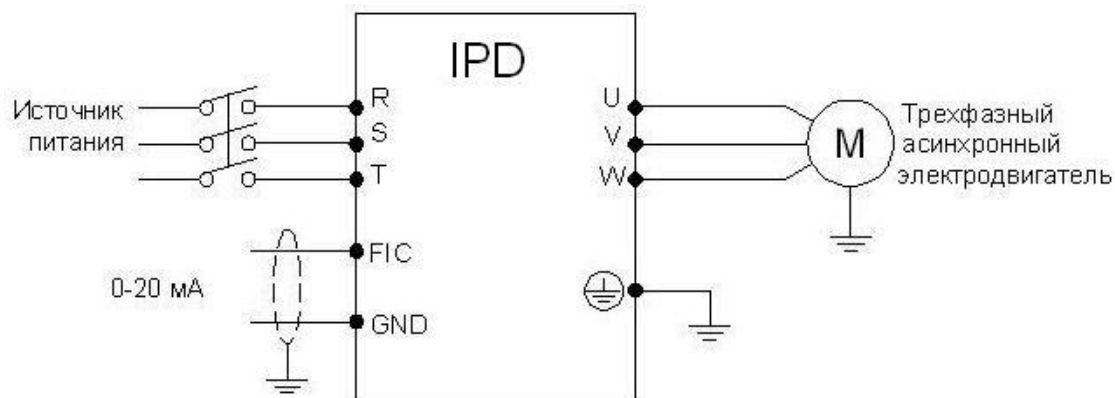 IPD
Источник
питания
R
S
T
FIC
0-20 мА
GND
U
V
W
M
Трехфазный
асинхронный
электродвигатель